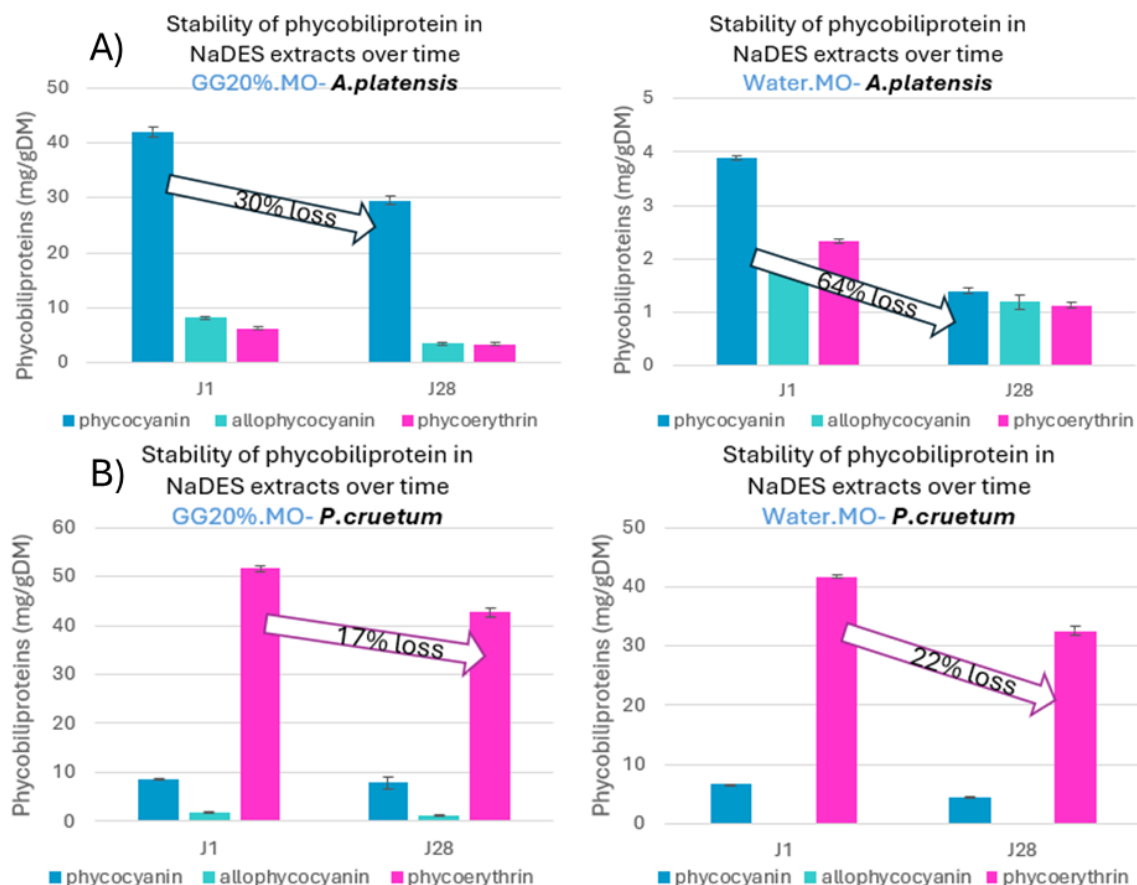 A)
Stability of phycobiliprotein in
NaDES extracts over time
GG20%.MO- A.platensis
Phycobiliproteins (mg/gDM)
50
40
30
20
10
0
30% loss
J1 J28
phycocyanin allophycocyanin phycoerythrin
Stability of phycobiliprotein in
NaDES extracts over time
Water.MO- A.platensis
Phycobiliproteins (mg/gDM)
5
4
3
2
1
0
64% loss
J1 J28
phycocyanin allophycocyanin phycoerythrin
B)
Stability of phycobiliprotein in
NaDES extracts over time
GG20%.MO- P.cruetum
Phycobiliproteins (mg/gDM)
60
50
40
30
20
10
0
17% loss
J1 J28
phycocyanin allophycocyanin phycoerythrin
Stability of phycobiliprotein in
NaDES extracts over time
Water.MO- P.cruetum
Phycobiliproteins (mg/gDM)
50
40
30
20
10
0
22% loss
J1 J28
phycocyanin allophycocyanin phycoerythrin